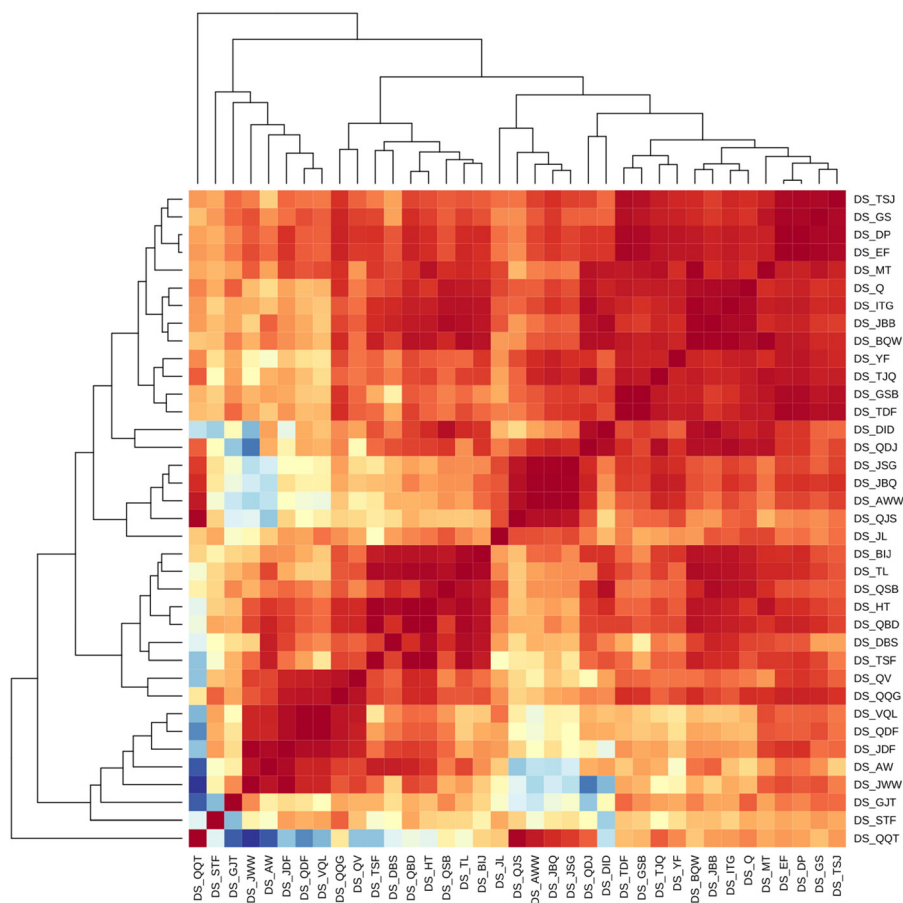 DS_TSJ
DS_GS
DS_DP
DS_EF
DS_MT
DS_Q
DS_ITG
DS_JBB
DS_BQW
DS_YF
DS_TJQ
DS_GSB
DS_TDF
DS_DID
DS_QDJ
DS_JSG
DS_JBQ
DS_AWW
DS_QJS
DS_JL
DS_BIJ
DS_TL
DS_QSB
DS_HT
DS_QBD
DS_DBS
DS_TSF
DS_QV
DS_QQG
DS_VQL
DS_QDF
DS_JDF
DS_AW
DS_JWW
DS_GJT
DS_STF
DS_QQT
DS_QQT
DS_STF
DS_GJT
DS_JWW
DS_AW
DS_JDF
DS_QDF
DS_VQL
DS_QQG
DS_QV
DS_TSF
DS_DBS
DS_QBD
DS_HT
DS_QSB
DS_TL
DS_BIJ
DS_JL
DS_QJS
DS_AWW
DS_JBQ
DS_JSG
DS_QDJ
DS_DID
DS_TDF
DS_GSB
DS_TJQ
DS_YF
DS_BQW
DS_JBB
DS_ITG
DS_Q
DS_MT
DS_EF
DS_DP
DS_GS
DS_TSJ